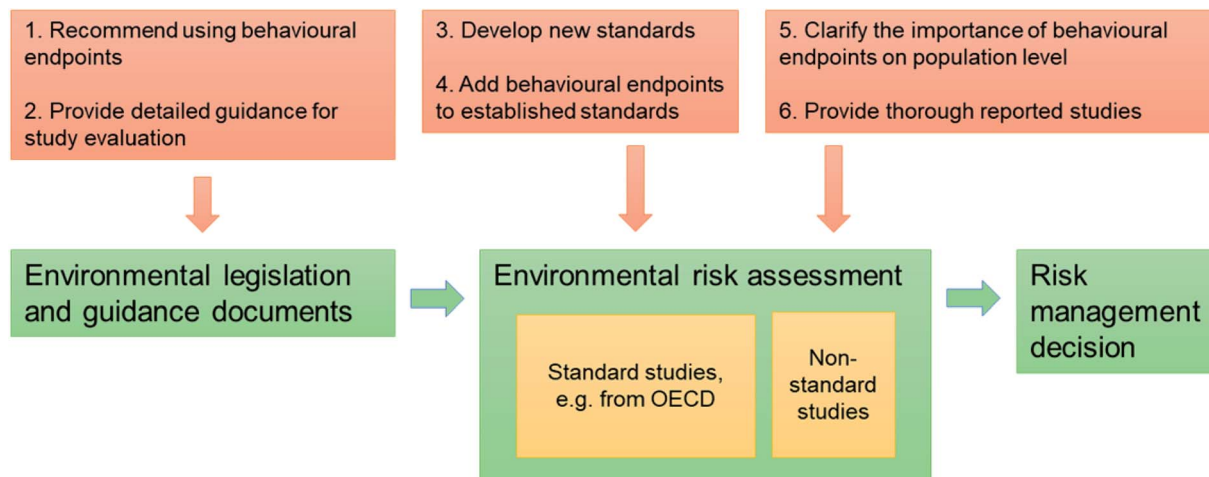 1. Recommend using behavioural
endpoints
2. Provide detailed guidance for
study evaluation
3. Develop new standards
4. Add behavioural endpoints
to established standards
5. Clarify the importance of behavioural
endpoints on population level
6. Provide thorough reported studies
Environmental legislation
and guidance documents
Environmental risk assessment
Standard studies,
e.g. from OECD
Non-
standard
studies
Risk
management
decision